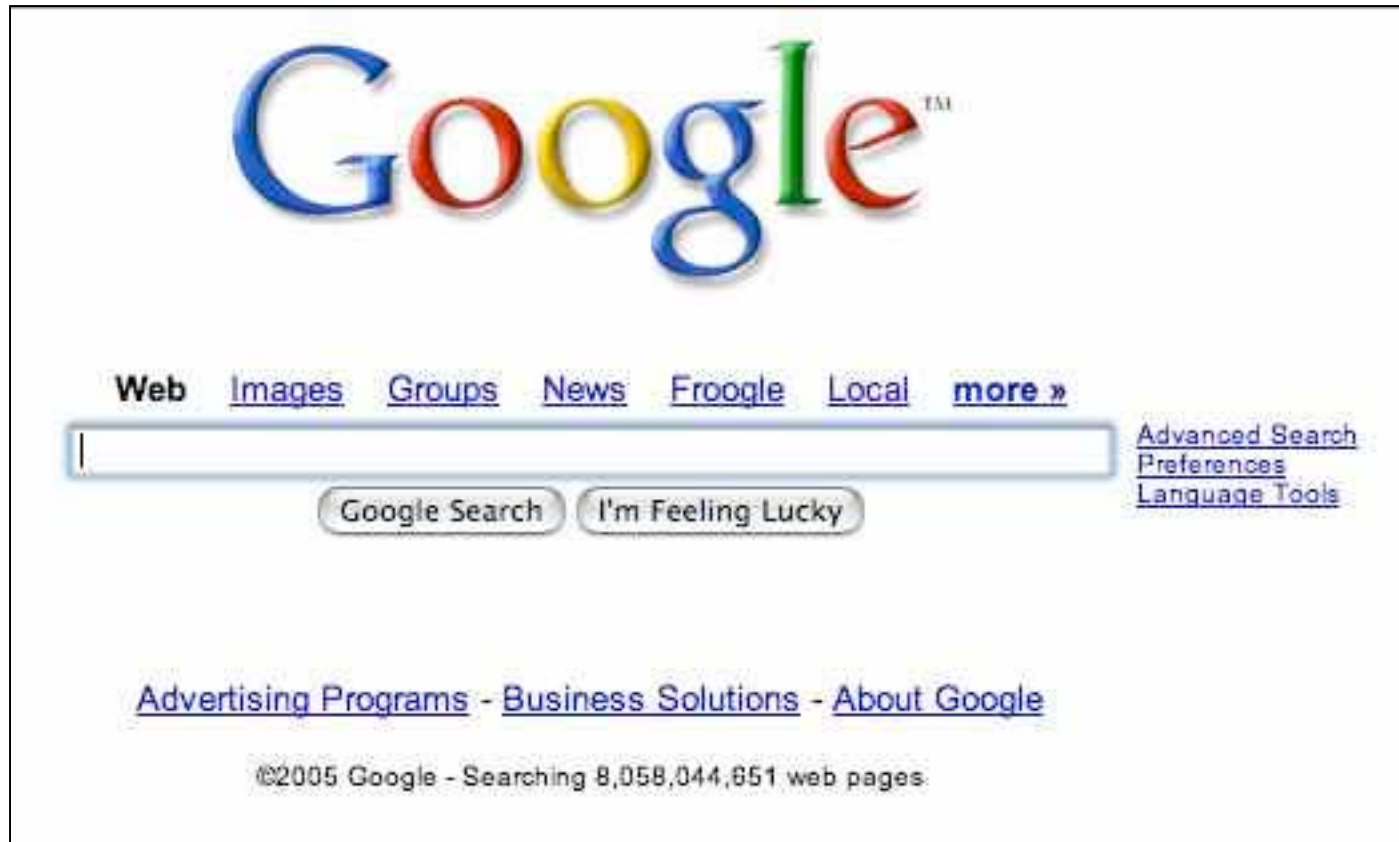 Google™
Web Images Groups News Froogle Local more »
Advanced Search
Preferences
Language Tools
Google Search I'm Feeling Lucky
Advertising Programs - Business Solutions - About Google
©2005 Google - Searching 8,058,044,651 web pages